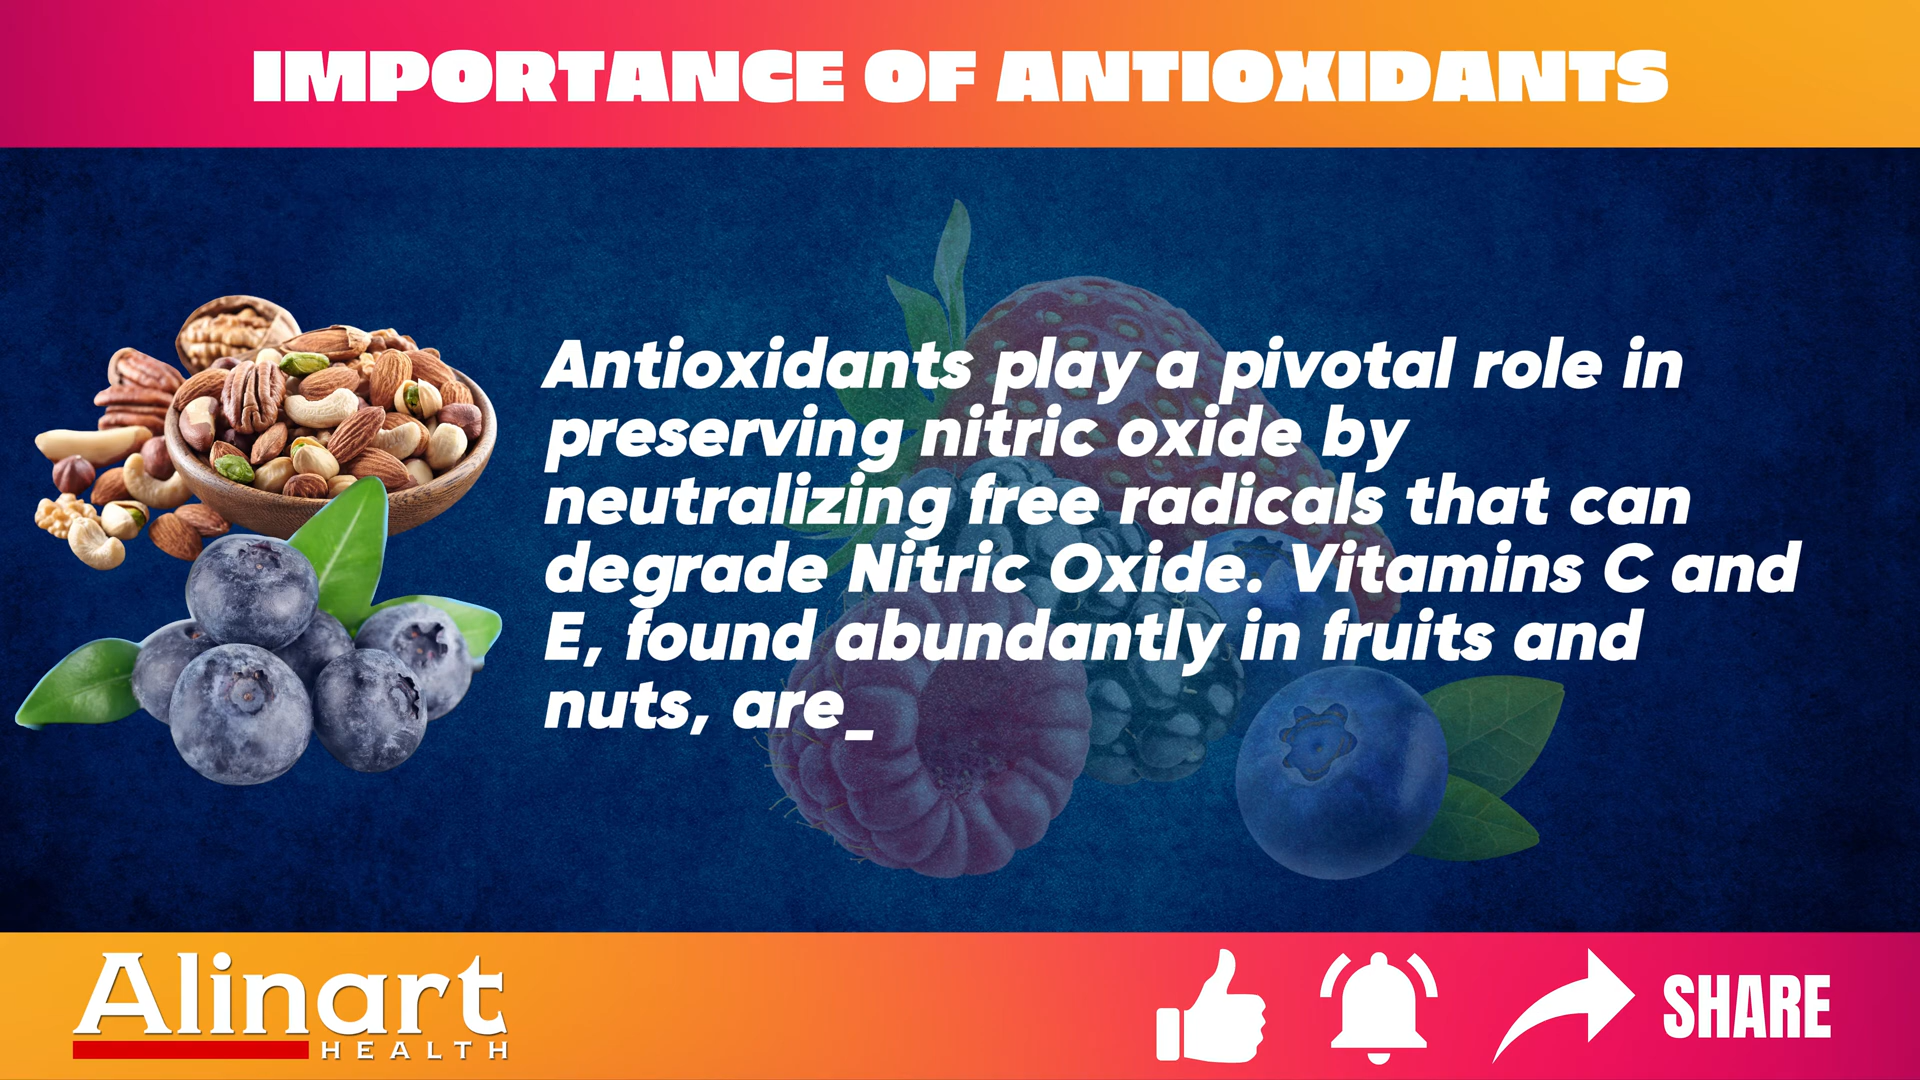 IMPORTANCE OF ANTIOXIDANTS
Antioxidants play a pivotal role in
preserving nitric oxide by
neutralizing free radicals that can
degrade Nitric Oxide. Vitamins C and
E, found abundantly in fruits and
nuts, are_
Alinart
HEALTH
SHARE